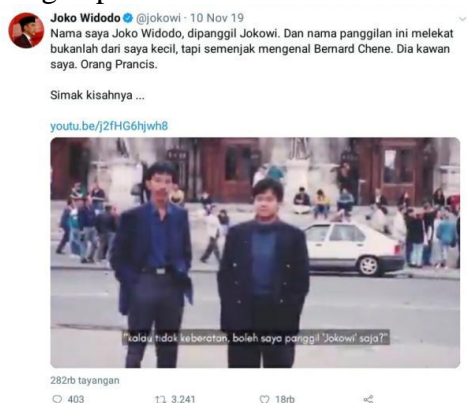 Joko Widodo @jokowi · 10 Nov 19
Nama saya Joko Widodo, dipanggil Jokowi. Dan nama panggilan ini melekat
bukanlah dari saya kecil, tapi semenjak mengenal Bernard Chene. Dia kawan
saya. Orang Prancis.
Simak kisahnya ...
youtu.be/j2fHG6hjwh8
"kalau tidak keberatan, boleh saya panggil 'Jokowi' saja?"
282rb tayangan
403 3.241 18rb